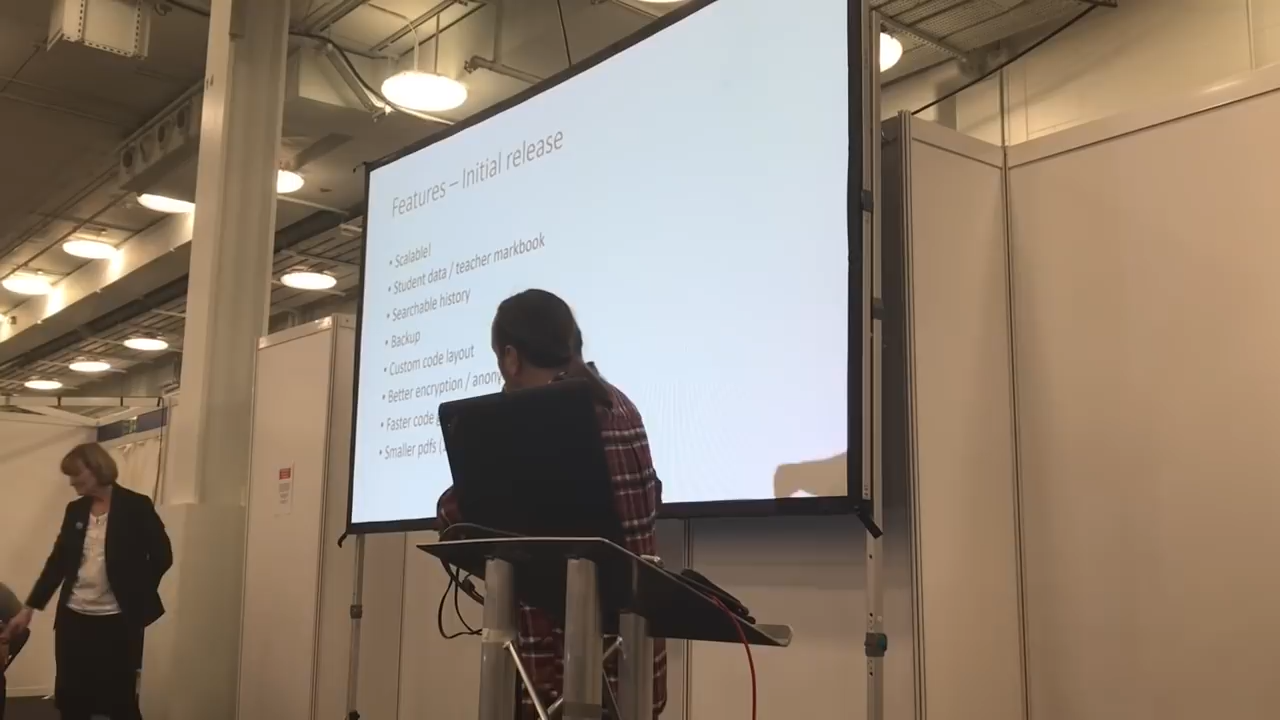 Features – Initial release
• Scalable!
• Student data / teacher markbook
• Searchable history
• Backup
• Custom code layout
• Better encryption /
• Faster code
• Smaller pdfs (